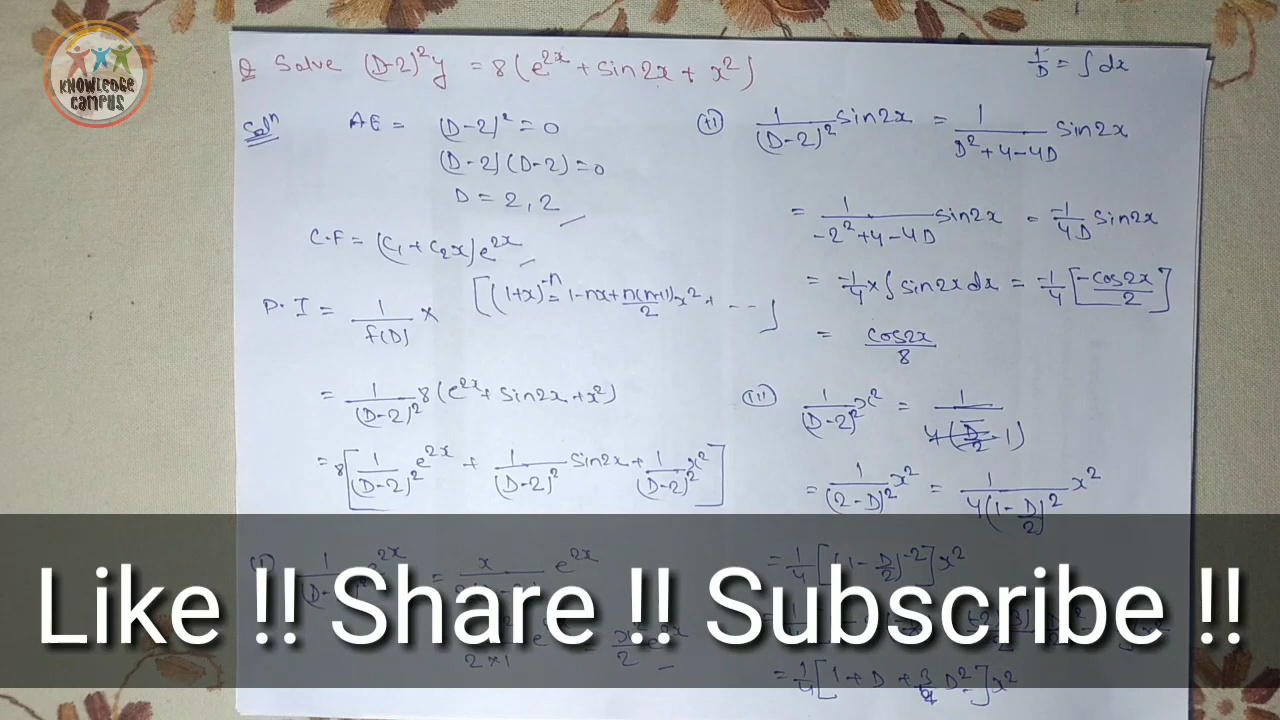 KNOWLEDGE
CAMPUS
Q Solve (D-2)²y = 8(e^2x + Sin2x + x²)
1/D = ∫dx
Solⁿ AE = (D-2)² = 0
(D-2)(D-2) = 0
D = 2, 2
C.F = (C₁ + C₂x)e^2x
P.I = 1/f(D) × [(1+x)^-n = 1-nx + n(n+1)/2 x² + ---]
= 1/(D-2)² 8(e^2x + Sin2x + x²)
= 8[1/(D-2)² e^2x + 1/(D-2)² Sin2x + 1/(D-2)² x²]
(i)
e^2x = x e^2x
2×1
(ii) 1/(D-2)² Sin2x = 1/(D²+4-4D) Sin2x
= 1/(-2²+4-4D) Sin2x = -1/4D Sin2x
= -1/4 × ∫Sin2x dx = -1/4 [-Cos2x/2]
= Cos2x/8
(iii) 1/(D-2)² x² = 1/4(D/2 -1)
= 1/(2-D)² x² = 1/4(1-D/2)² x²
= 1/4 [(1-D/2)^-2] x²
= 1/4 [1+D+3/4 D²] x²
Like !! Share !! Subscribe !!